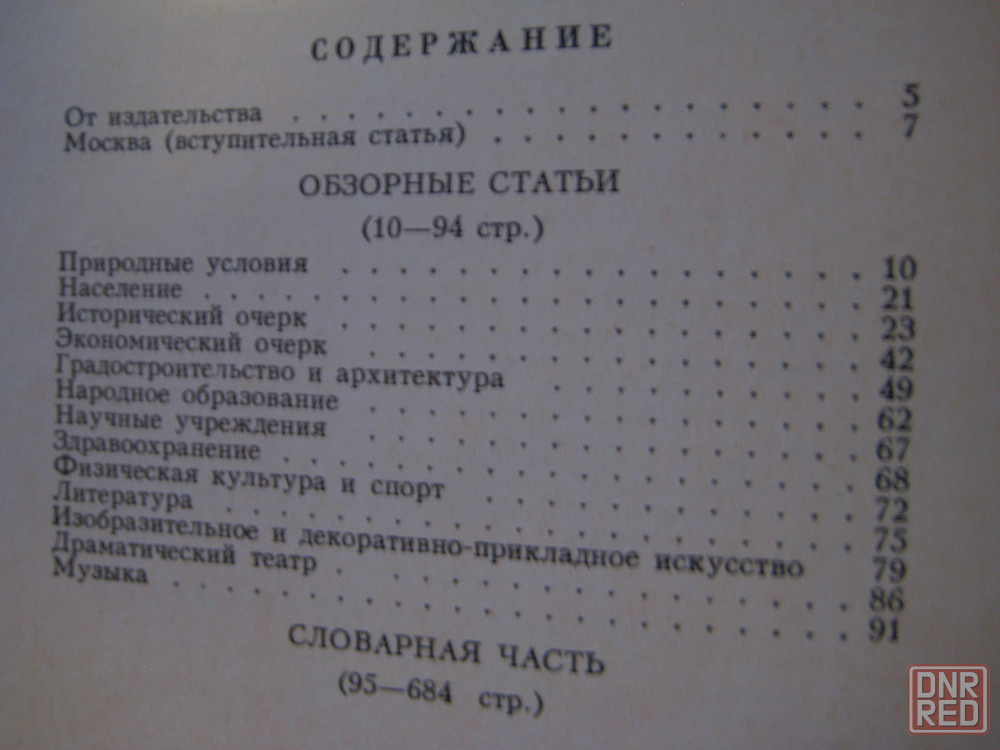 СОДЕРЖАНИЕ
От издательства . . . . . . . . . . . . . . . . . . 5
Москва (вступительная статья) . . . . . . . . . . . . 7
ОБЗОРНЫЕ СТАТЬИ
(10—94 стр.)
Природные условия . . . . . . . . . . . . . . . . . . 10
Население . . . . . . . . . . . . . . . . . . . . . . 21
Исторический очерк . . . . . . . . . . . . . . . . . . 23
Экономический очерк . . . . . . . . . . . . . . . . . 42
Градостроительство и архитектура . . . . . . . . . . 49
Народное образование . . . . . . . . . . . . . . . . 62
Научные учреждения . . . . . . . . . . . . . . . . . 67
Здравоохранение . . . . . . . . . . . . . . . . . . . 68
Физическая культура и спорт . . . . . . . . . . . . . 72
Литература . . . . . . . . . . . . . . . . . . . . . 75
Изобразительное и декоративно-прикладное искусство 79
Драматический театр . . . . . . . . . . . . . . . . . 86
Музыка . . . . . . . . . . . . . . . . . . . . . . . 91
СЛОВАРНАЯ ЧАСТЬ
(95—684 стр.)
DNR
RED